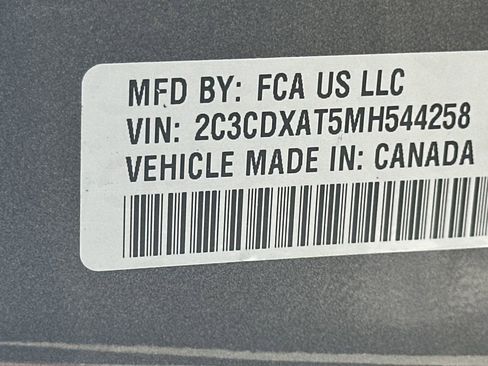 MFD BY: FCA US LLC
VIN: 2C3CDXAT5MH544258
VEHICLE MADE IN: CANADA